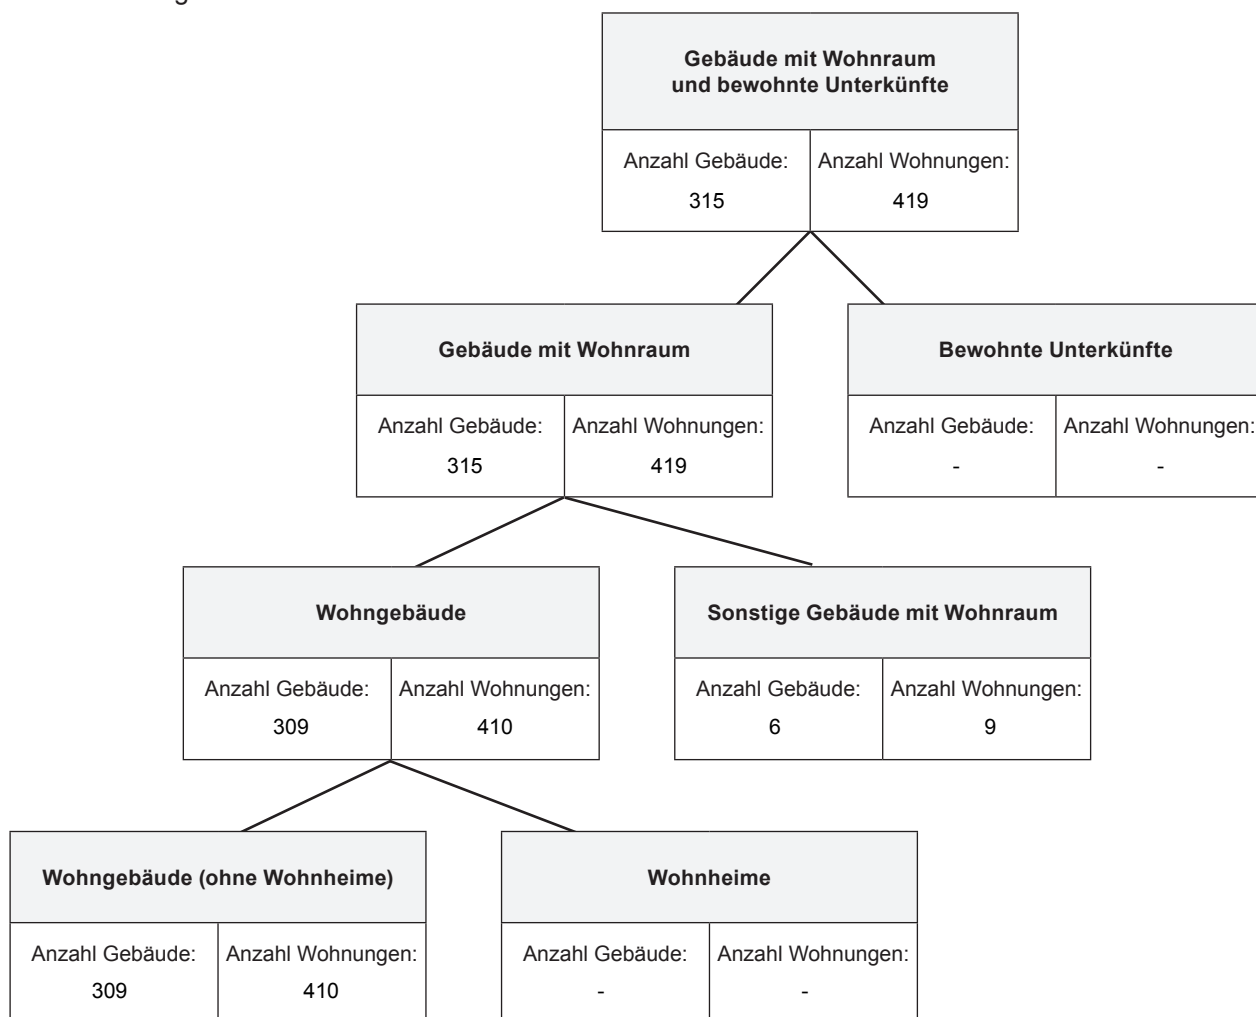 Gebäude mit Wohnraum
und bewohnte Unterkünfte
Anzahl Gebäude: Anzahl Wohnungen:
315 419
Gebäude mit Wohnraum Bewohnte Unterkünfte
Anzahl Gebäude: Anzahl Wohnungen: Anzahl Gebäude: Anzahl Wohnungen:
315 419 - -
Wohngebäude Sonstige Gebäude mit Wohnraum
Anzahl Gebäude: Anzahl Wohnungen: Anzahl Gebäude: Anzahl Wohnungen:
309 410 6 9
Wohngebäude (ohne Wohnheime) Wohnheime
Anzahl Gebäude: Anzahl Wohnungen: Anzahl Gebäude: Anzahl Wohnungen:
309 410 - -